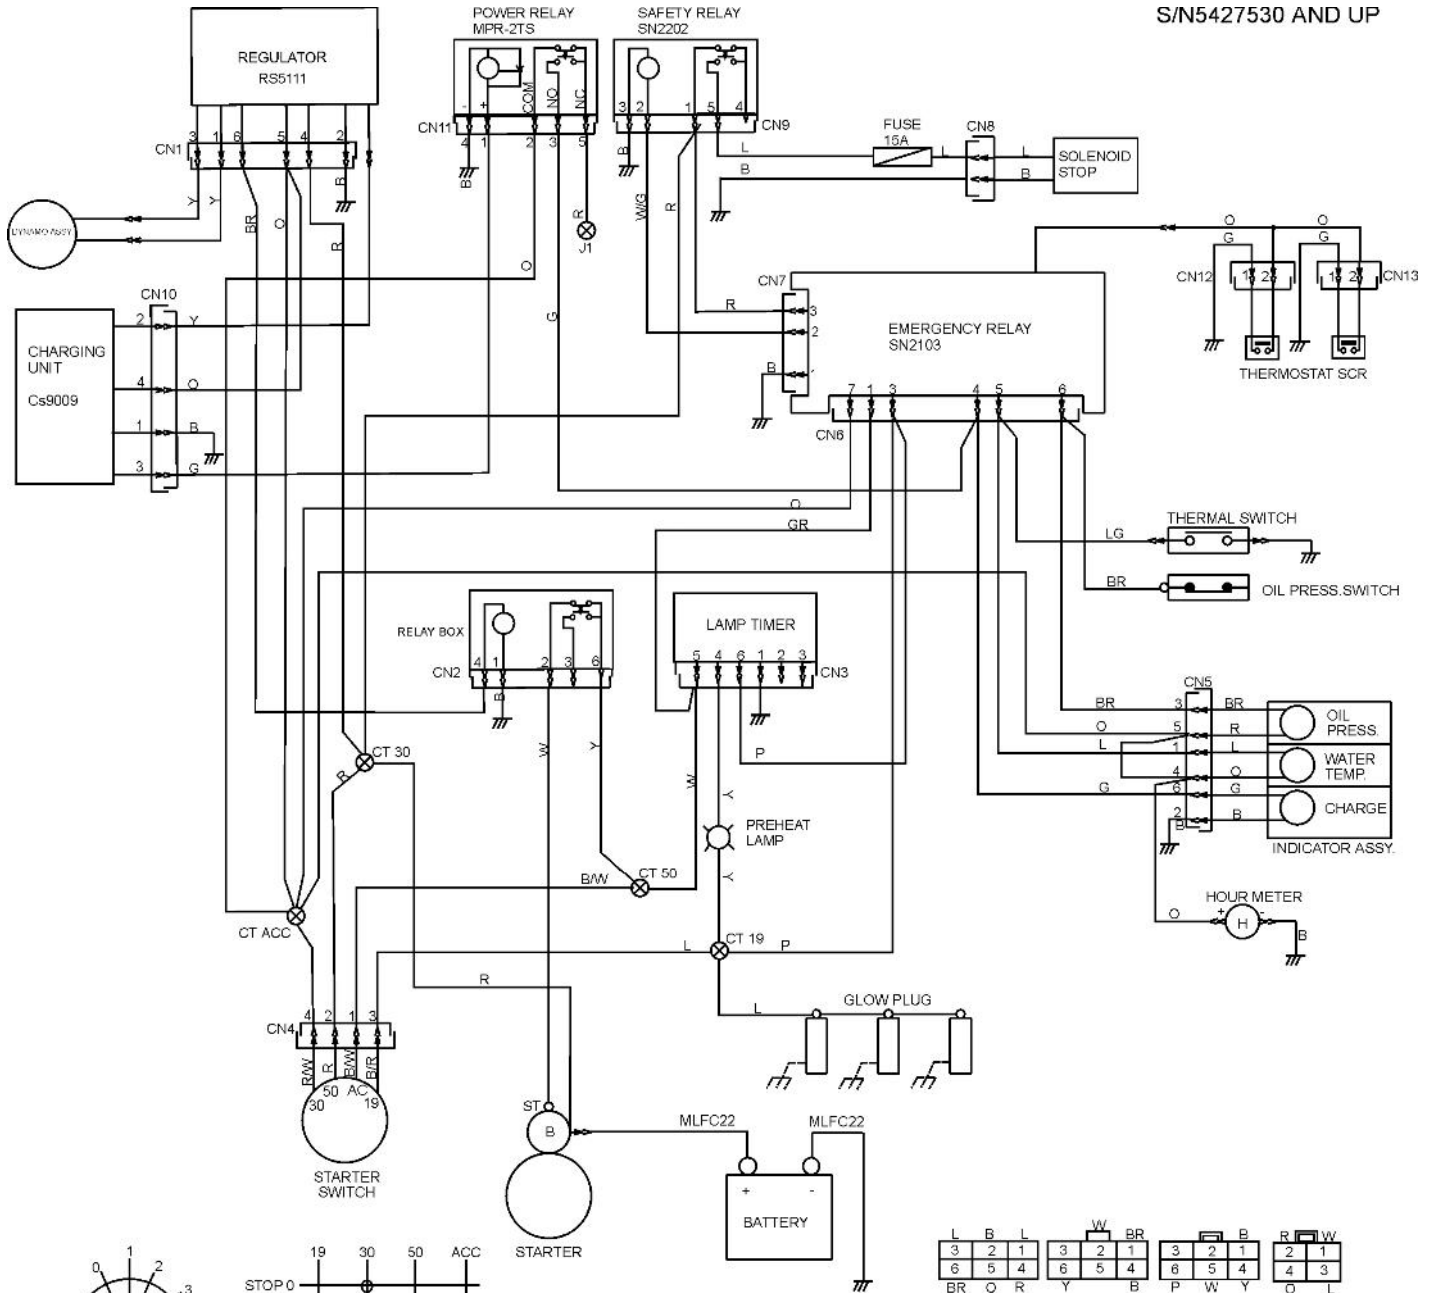 S/N5427530 AND UP
POWER RELAY
MPR-2TS
SAFETY RELAY
SN2202
REGULATOR
RS5111
- + COM NO NC
3 2 1 5 4
3 1 6 5 4 2
CN1
CN11
4 1 2 3 5
CN9
FUSE
15A
CN8
L L L
SOLENOID
STOP
B B
B B B
Y Y BR O R
W/G R R
J1
DYNAMO ASSY
O
O O
G G
CN12 1 2
1 2 CN13
THERMOSTAT SCR
CN7
R 3
2
B 1
EMERGENCY RELAY
SN2103
7 1 3 4 5 6
CN6
CN10
2 Y
4 O
1 B
3 G
CHARGING
UNIT
Cs9009
G
O
GR
THERMAL SWITCH
LG
BR
OIL PRESS.SWITCH
RELAY BOX
4 1 2 3 6
CN2
B
LAMP TIMER
5 4 6 1 2 3
CN3
W Y W Y P
CT 30
R
CN5
BR 3 BR
O 5 R
L 1 L
4 O
G 6 G
2 B
B
OIL
PRESS.
WATER
TEMP.
CHARGE
INDICATOR ASSY.
PREHEAT
LAMP
Y
B/W
CT 50
HOUR METER
O + H -
B
CT ACC
L
CT 19
P
R
L
GLOW PLUG
4 2 1 3
CN4
R/W R B/W B/R
30 50 AC 19
STARTER
SWITCH
ST
B
STARTER
MLFC22
MLFC22
+ -
BATTERY
0 1 2 3
19 30 50 ACC
STOP 0
L B L
3 2 1
6 5 4
BR O R
W BR
3 2 1
6 5 4
Y B
B
3 2 1
6 5 4
P W Y
R W
2 1
4 3
O L